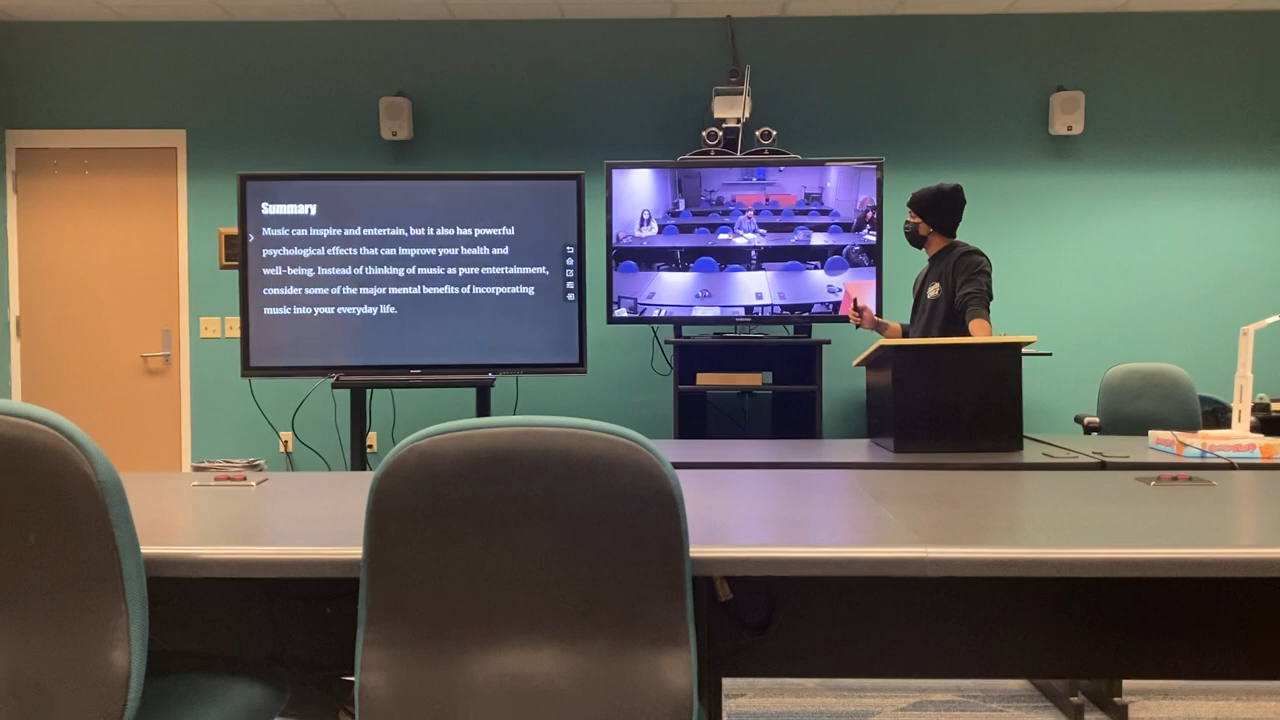 Summary
Music can inspire and entertain, but it also has powerful
psychological effects that can improve your health and
well-being. Instead of thinking of music as pure entertainment,
consider some of the major mental benefits of incorporating
music into your everyday life.